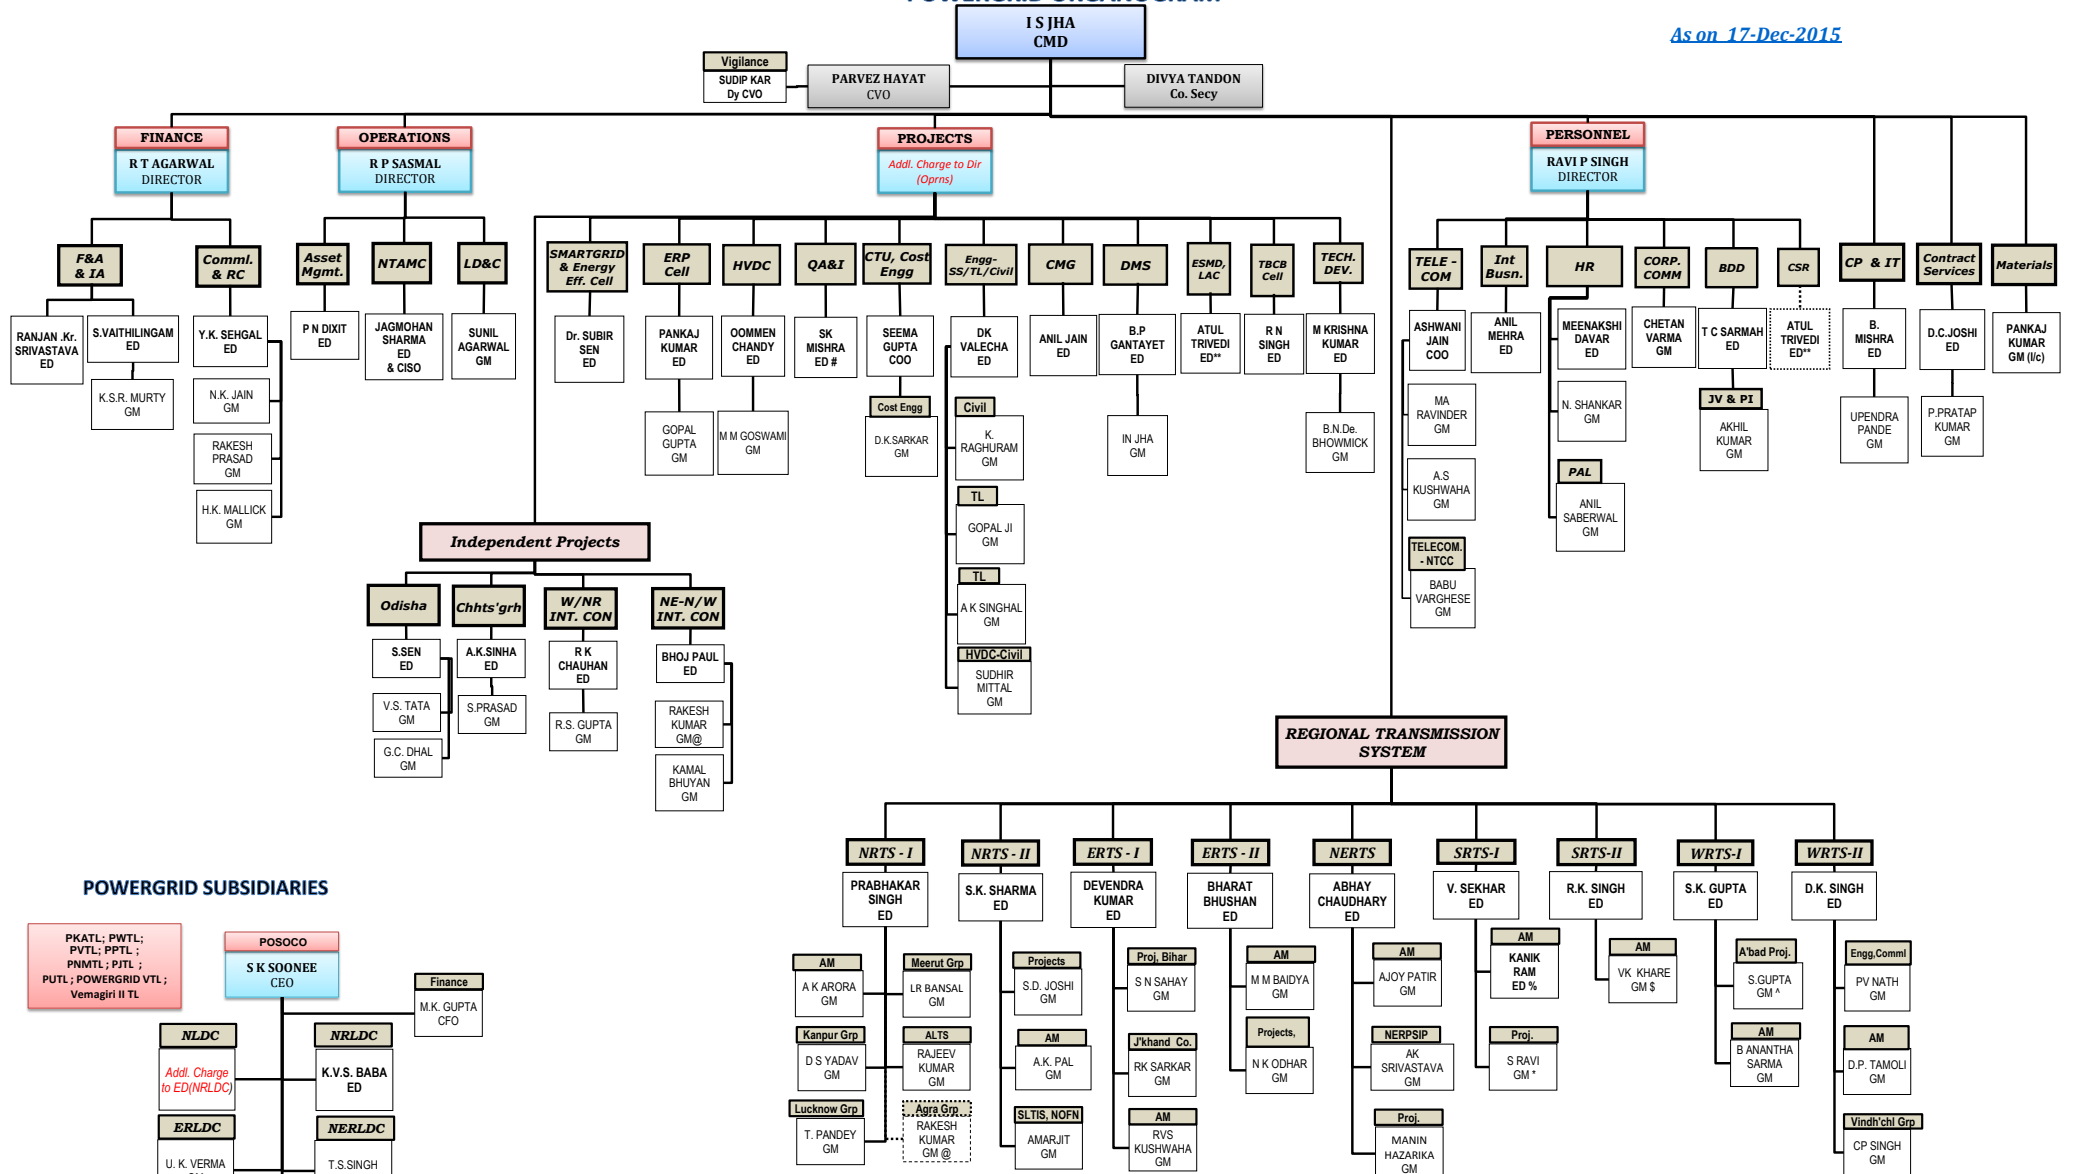 POWERGRID ORGANOGRAM
I S JHA
CMD
As on 17-Dec-2015
Vigilance
SUDIP KAR
Dy CVO
PARVEZ HAYAT
CVO
DIVYA TANDON
Co. Secy
FINANCE
R T AGARWAL
DIRECTOR
OPERATIONS
R P SASMAL
DIRECTOR
PROJECTS
Addl. Charge to Dir
(Oprns)
PERSONNEL
RAVI P SINGH
DIRECTOR
F&A
& IA
RANJAN .Kr.
SRIVASTAVA
ED
S.VAITHILINGAM
ED
K.S.R. MURTY
GM
Comml.
& RC
Y.K. SEHGAL
ED
N.K. JAIN
GM
RAKESH
PRASAD
GM
H.K. MALLICK
GM
Asset
Mgmt.
P N DIXIT
ED
NTAMC
JAGMOHAN
SHARMA
ED
& CISO
LD&C
SUNIL
AGARWAL
GM
SMARTGRID
& Energy
Eff. Cell
Dr. SUBIR
SEN
ED
ERP
Cell
PANKAJ
KUMAR
ED
GOPAL
GUPTA
GM
HVDC
OOMMEN
CHANDY
ED
M M GOSWAMI
GM
QA&I
SK
MISHRA
ED #
CTU, Cost
Engg
SEEMA
GUPTA
COO
Cost Engg
D.K.SARKAR
GM
Engg-
SS/TL/Civil
DK
VALECHA
ED
Civil
K.
RAGHURAM
GM
TL
GOPAL JI
GM
TL
A K SINGHAL
GM
HVDC-Civil
SUDHIR
MITTAL
GM
CMG
ANIL JAIN
ED
DMS
B.P
GANTAYET
ED
IN JHA
GM
ESMD,
LAC
ATUL
TRIVEDI
ED**
TBCB
Cell
R N
SINGH
ED
TECH.
DEV.
M KRISHNA
KUMAR
ED
B.N.De.
BHOWMICK
GM
TELE -
COM
ASHWANI
JAIN
COO
MA
RAVINDER
GM
A.S
KUSHWAHA
GM
TELECOM.
- NTCC
BABU
VARGHESE
GM
Int
Busn.
ANIL
MEHRA
ED
HR
MEENAKSHI
DAVAR
ED
N. SHANKAR
GM
PAL
ANIL
SABERWAL
GM
CORP.
COMM
CHETAN
VARMA
GM
BDD
T C SARMAH
ED
JV & PI
AKHIL
KUMAR
GM
CSR
ATUL
TRIVEDI
ED**
CP & IT
B.
MISHRA
ED
UPENDRA
PANDE
GM
Contract
Services
D.C.JOSHI
ED
P.PRATAP
KUMAR
GM
Materials
PANKAJ
KUMAR
GM (I/c)
Independent Projects
Odisha
S.SEN
ED
V.S. TATA
GM
G.C. DHAL
GM
Chhts'grh
A.K.SINHA
ED
S.PRASAD
GM
W/NR
INT. CON
R K
CHAUHAN
ED
R.S. GUPTA
GM
NE-N/W
INT. CON
BHOJ PAUL
ED
RAKESH
KUMAR
GM@
KAMAL
BHUYAN
GM
REGIONAL TRANSMISSION
SYSTEM
NRTS - I
PRABHAKAR
SINGH
ED
AM
A K ARORA
GM
Meerut Grp
LR BANSAL
GM
Kanpur Grp
D S YADAV
GM
ALTS
RAJEEV
KUMAR
GM
Lucknow Grp
T. PANDEY
GM
Agra Grp
RAKESH
KUMAR
GM @
NRTS - II
S.K. SHARMA
ED
Projects
S.D. JOSHI
GM
AM
A.K. PAL
GM
SLTIS, NOFN
AMARJIT
GM
ERTS - I
DEVENDRA
KUMAR
ED
Proj, Bihar
S N SAHAY
GM
J'khand Co.
RK SARKAR
GM
AM
RVS
KUSHWAHA
GM
ERTS - II
BHARAT
BHUSHAN
ED
AM
M M BAIDYA
GM
Projects,
N K ODHAR
GM
NERTS
ABHAY
CHAUDHARY
ED
AM
AJOY PATIR
GM
NERPSIP
AK
SRIVASTAVA
GM
Proj.
MANIN
HAZARIKA
GM
SRTS-I
V. SEKHAR
ED
AM
KANIK
RAM
ED %
Proj.
S RAVI
GM *
SRTS-II
R.K. SINGH
ED
AM
VK KHARE
GM $
WRTS-I
S.K. GUPTA
ED
A'bad Proj.
S.GUPTA
GM ^
AM
B ANANTHA
SARMA
GM
WRTS-II
D.K. SINGH
ED
Engg,Comml
PV NATH
GM
AM
D.P. TAMOLI
GM
Vindh'chl Grp
CP SINGH
GM
POWERGRID SUBSIDIARIES
PKATL; PWTL;
PVTL; PPTL ;
PNMTL ; PJTL ;
PUTL ; POWERGRID VTL ;
Vemagiri II TL
POSOCO
S K SOONEE
CEO
Finance
M.K. GUPTA
CFO
NLDC
Addl. Charge
to ED(NRLDC)
NRLDC
K.V.S. BABA
ED
ERLDC
U. K. VERMA
NERLDC
T.S.SINGH